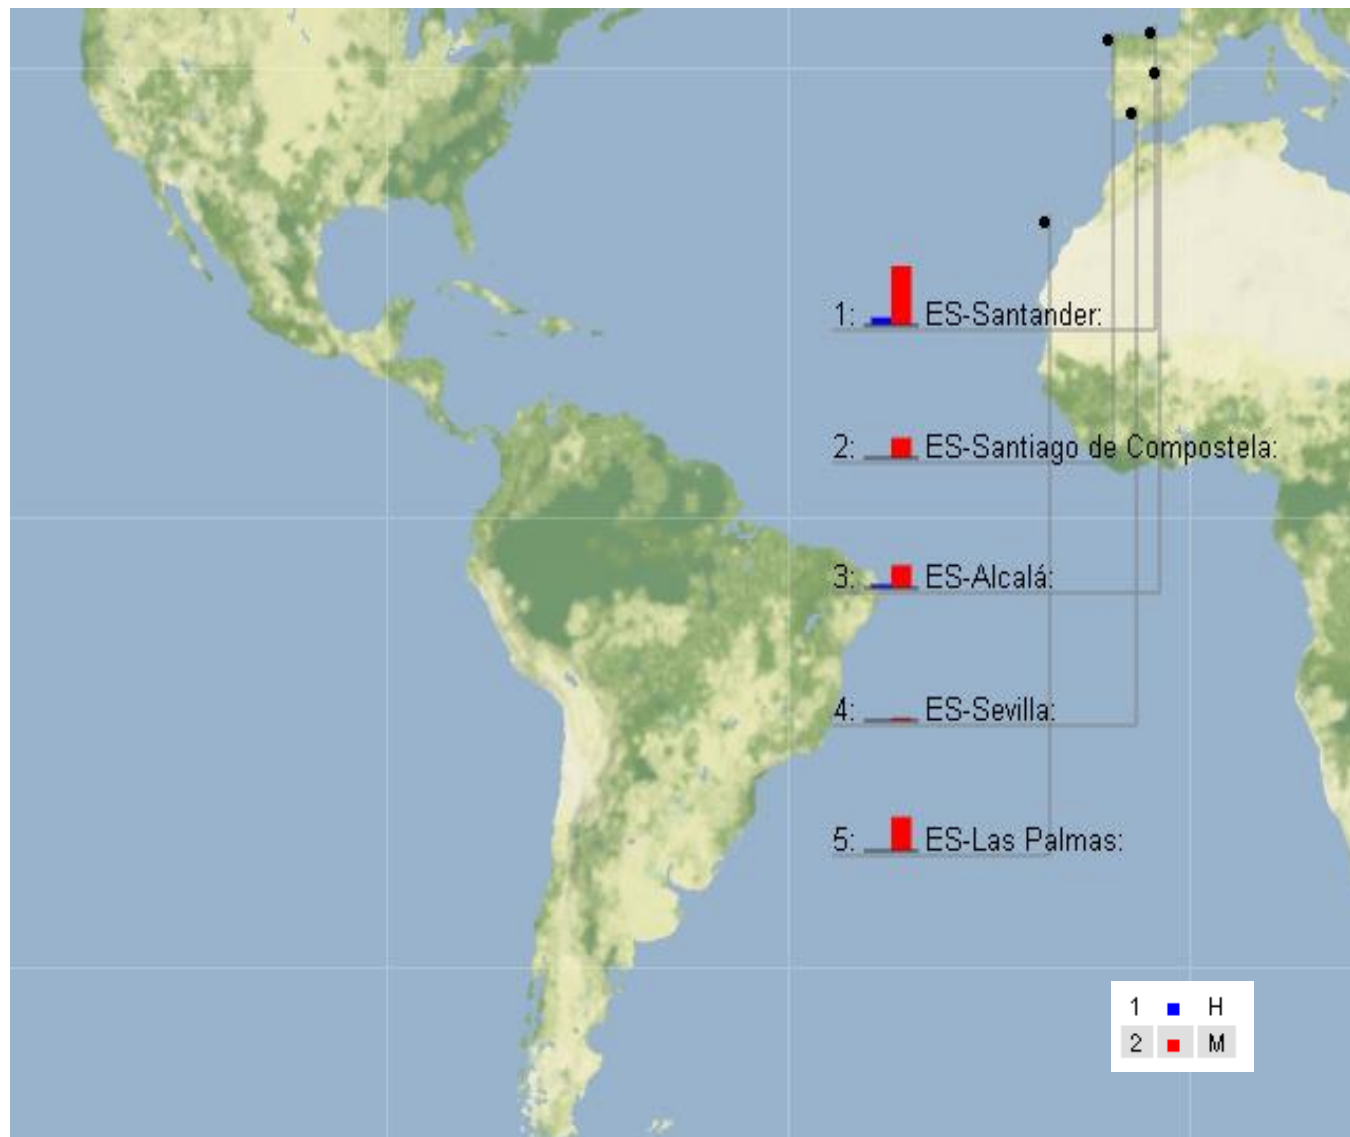 1: ES-Santander:
2: ES-Santiago de Compostela:
3: ES-Alcalá:
4: ES-Sevilla:
5: ES-Las Palmas:
1 H
2 M